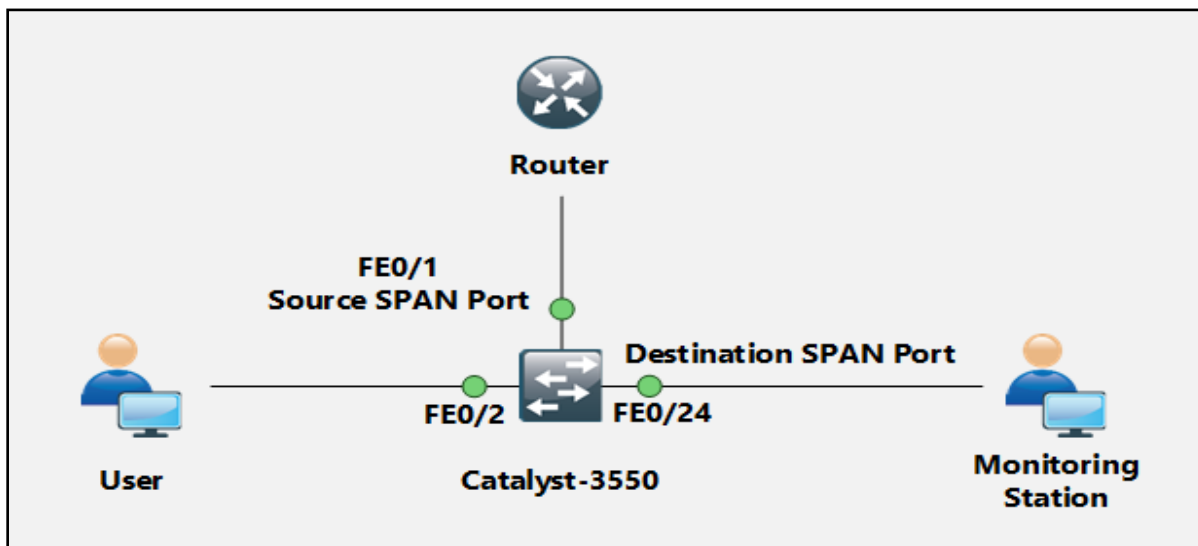 Router
FE0/1
Source SPAN Port
Destination SPAN Port
FE0/2
FE0/24
User
Catalyst-3550
Monitoring
Station